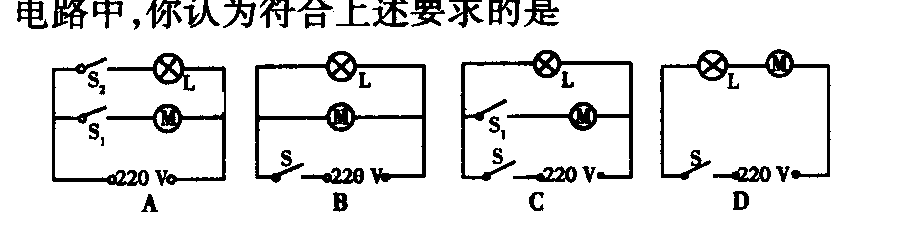 电路中,你认为符合上述要求的是
S₂ L L L L M
S₁ M M S₁ M
S S S
220 V 220 V 220 V 220 V
A B C D